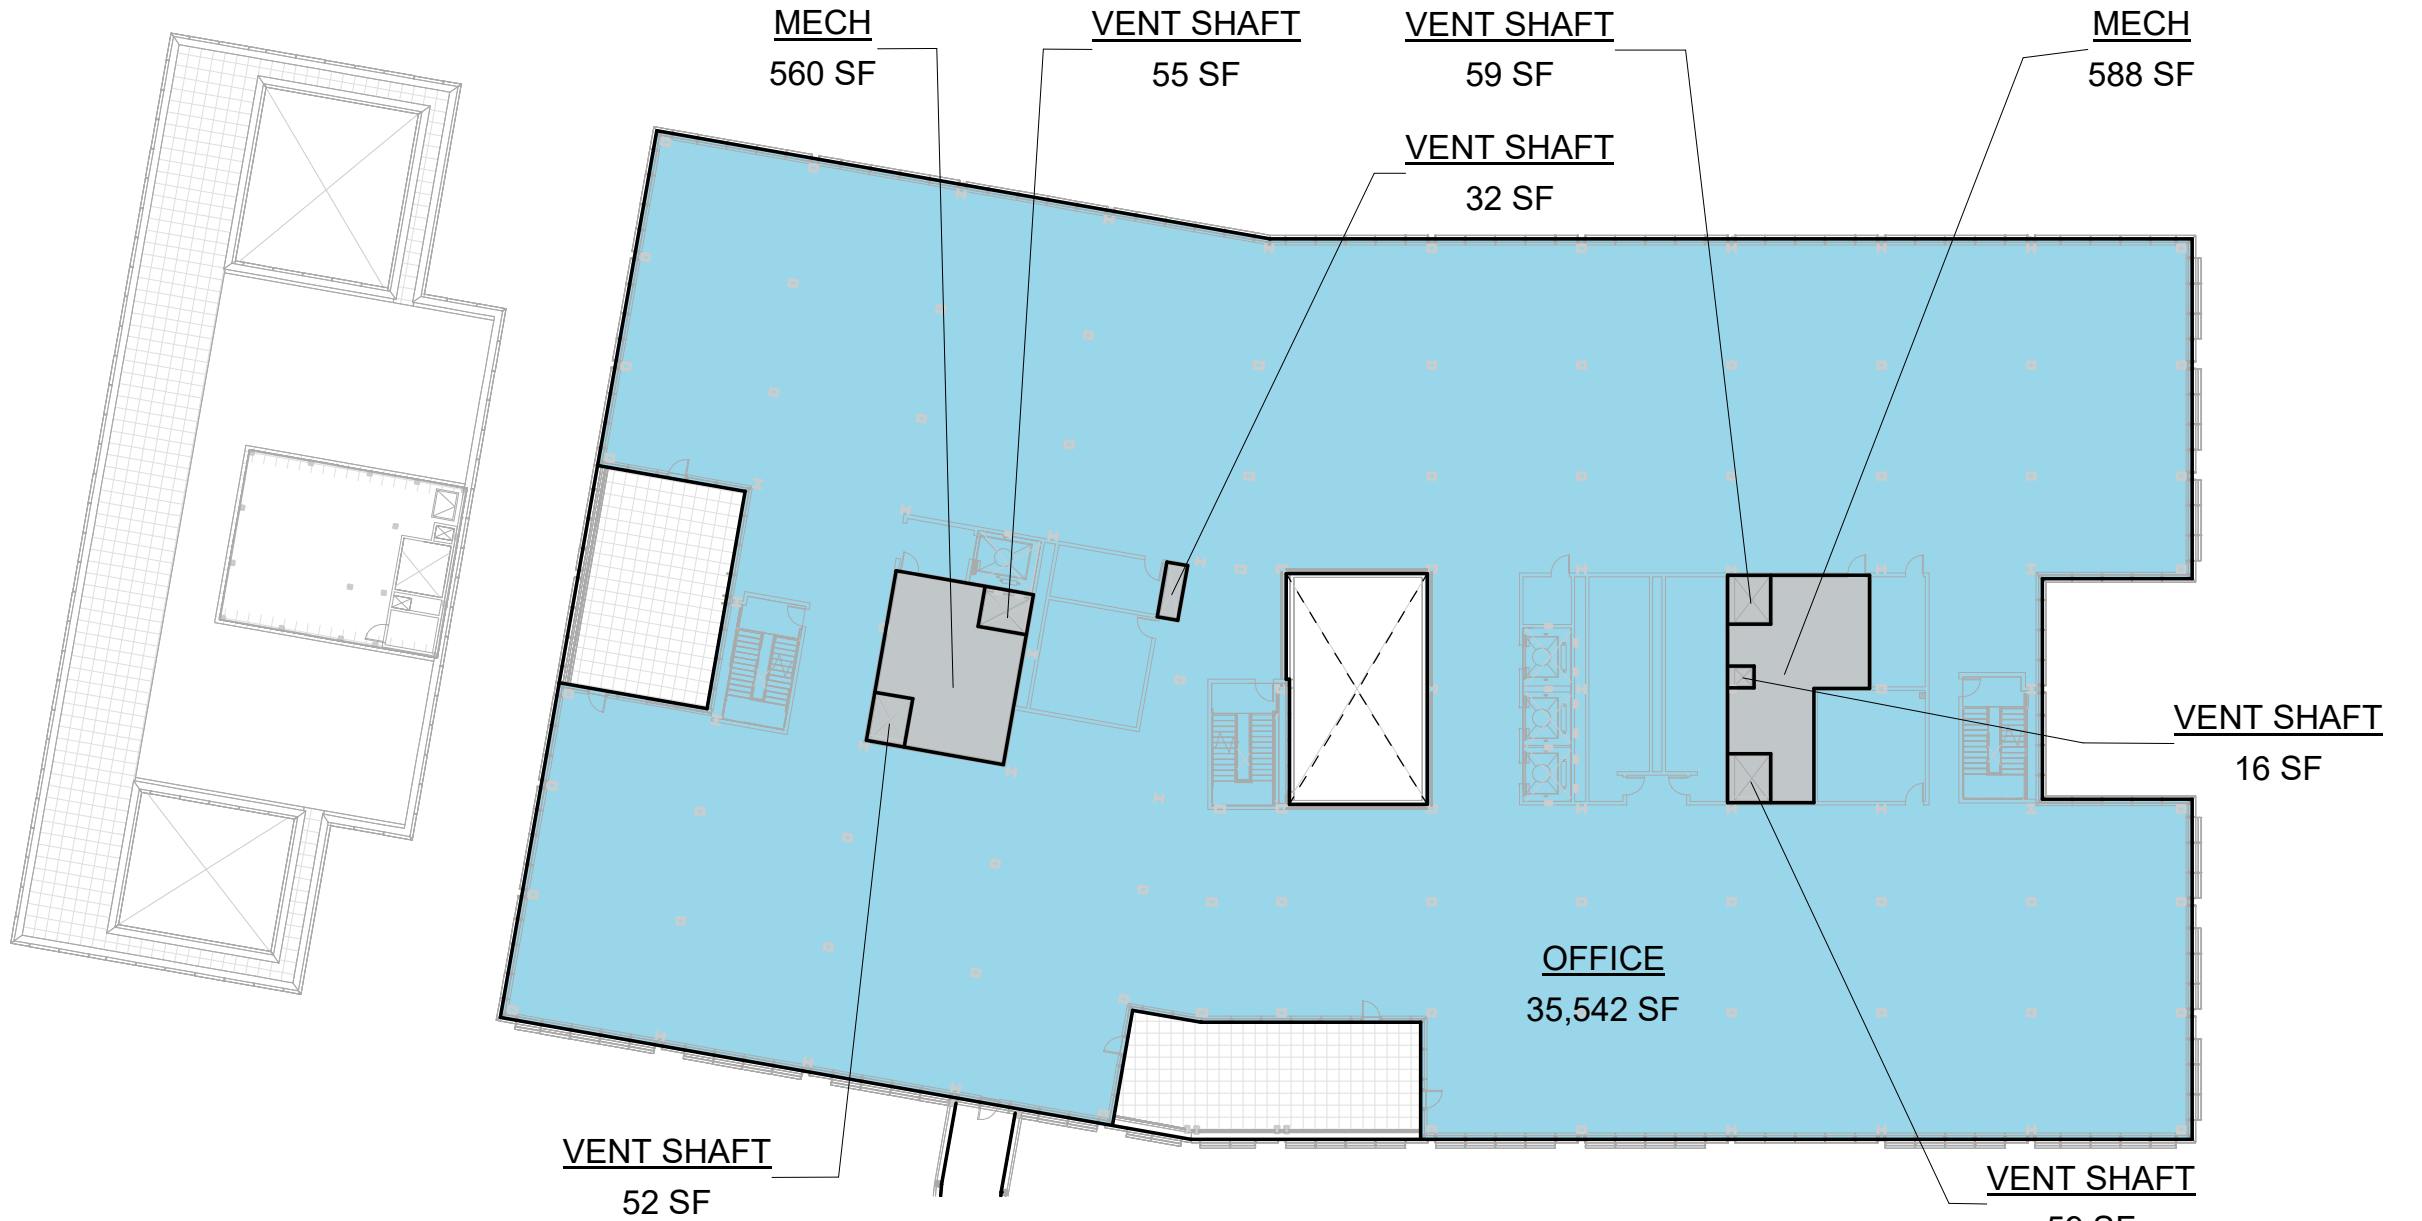 MECH
560 SF
VENT SHAFT
55 SF
VENT SHAFT
59 SF
MECH
588 SF
VENT SHAFT
32 SF
VENT SHAFT
16 SF
OFFICE
35,542 SF
VENT SHAFT
52 SF
VENT SHAFT